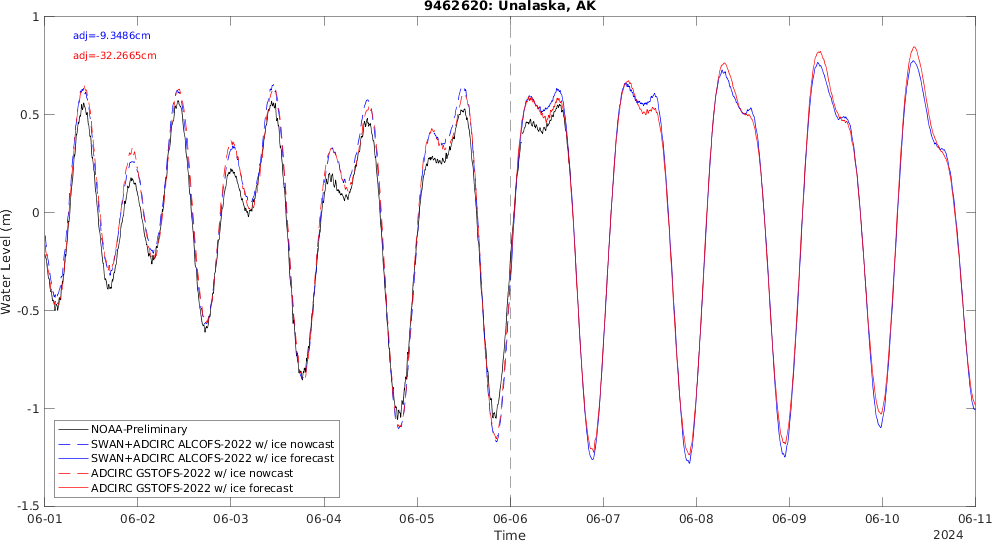 9462620: Unalaska, AK
adj=-9.3486cm
adj=-32.2665cm
Water Level (m)
1
0.5
0
-0.5
-1
-1.5
NOAA-Preliminary
SWAN+ADCIRC ALCOFS-2022 w/ ice nowcast
SWAN+ADCIRC ALCOFS-2022 w/ ice forecast
ADCIRC GSTOFS-2022 w/ ice nowcast
ADCIRC GSTOFS-2022 w/ ice forecast
06-01 06-02 06-03 06-04 06-05 06-06 06-07 06-08 06-09 06-10 06-11
Time
2024